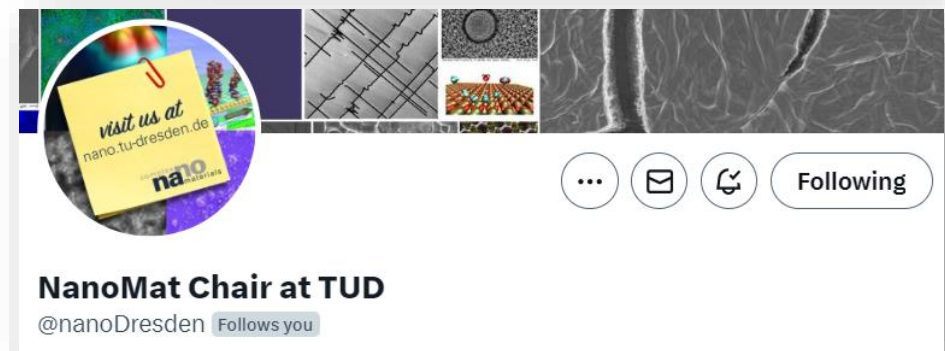 visit us at
nano.tu-dresden.de
nano
materials
Following
NanoMat Chair at TUD
@nanoDresden Follows you